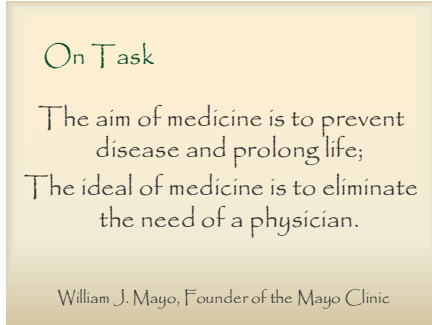 On Task
The aim of medicine is to prevent
disease and prolong life;
The ideal of medicine is to eliminate
the need of a physician.
William J. Mayo, Founder of the Mayo Clinic